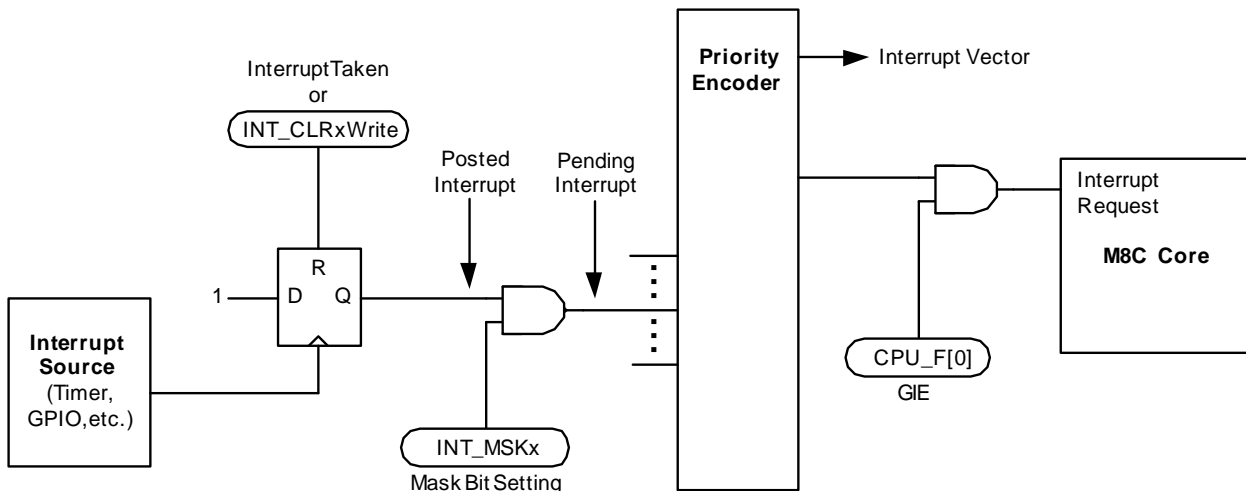 InterruptTaken
or
INT_CLRxWrite
Posted
Interrupt
Pending
Interrupt
Priority
Encoder
Interrupt Vector
Interrupt
Request
M8C Core
R
1
D
Q
Interrupt
Source
(Timer,
GPIO,etc.)
INT_MSKx
Mask Bit Setting
CPU_F[0]
GIE